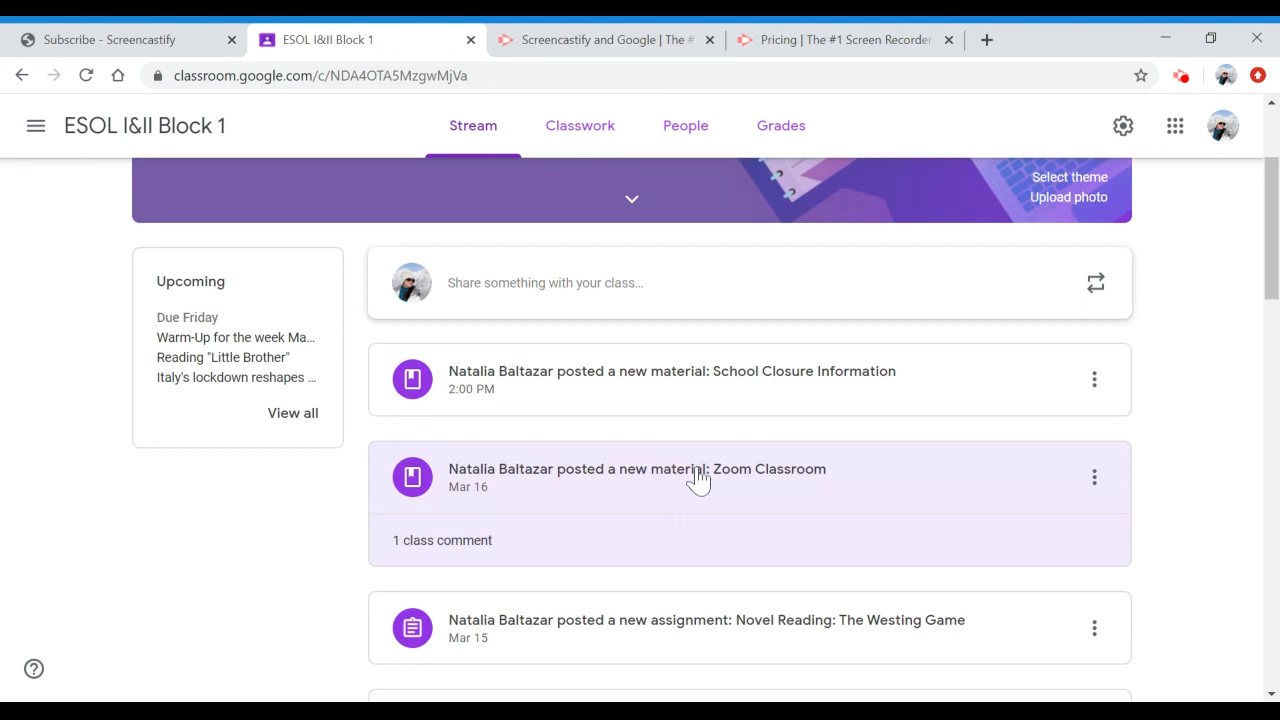 Subscribe - Screencastify
ESOL I&II Block 1
Screencastify and Google | The #
Pricing | The #1 Screen Recorder
classroom.google.com/c/NDA4OTA5MzgwMjVa
ESOL I&II Block 1
Stream
Classwork
People
Grades
Select theme
Upload photo
Upcoming
Due Friday
Warm-Up for the week Ma...
Reading "Little Brother"
Italy's lockdown reshapes ...
View all
Share something with your class...
Natalia Baltazar posted a new material: School Closure Information
2:00 PM
Natalia Baltazar posted a new material: Zoom Classroom
Mar 16
1 class comment
Natalia Baltazar posted a new assignment: Novel Reading: The Westing Game
Mar 15